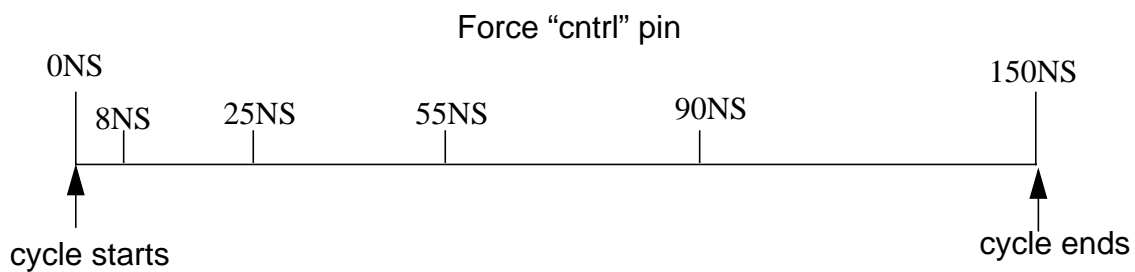 Force “cntrl” pin
0NS
150NS
8NS
25NS
55NS
90NS
cycle starts
cycle ends